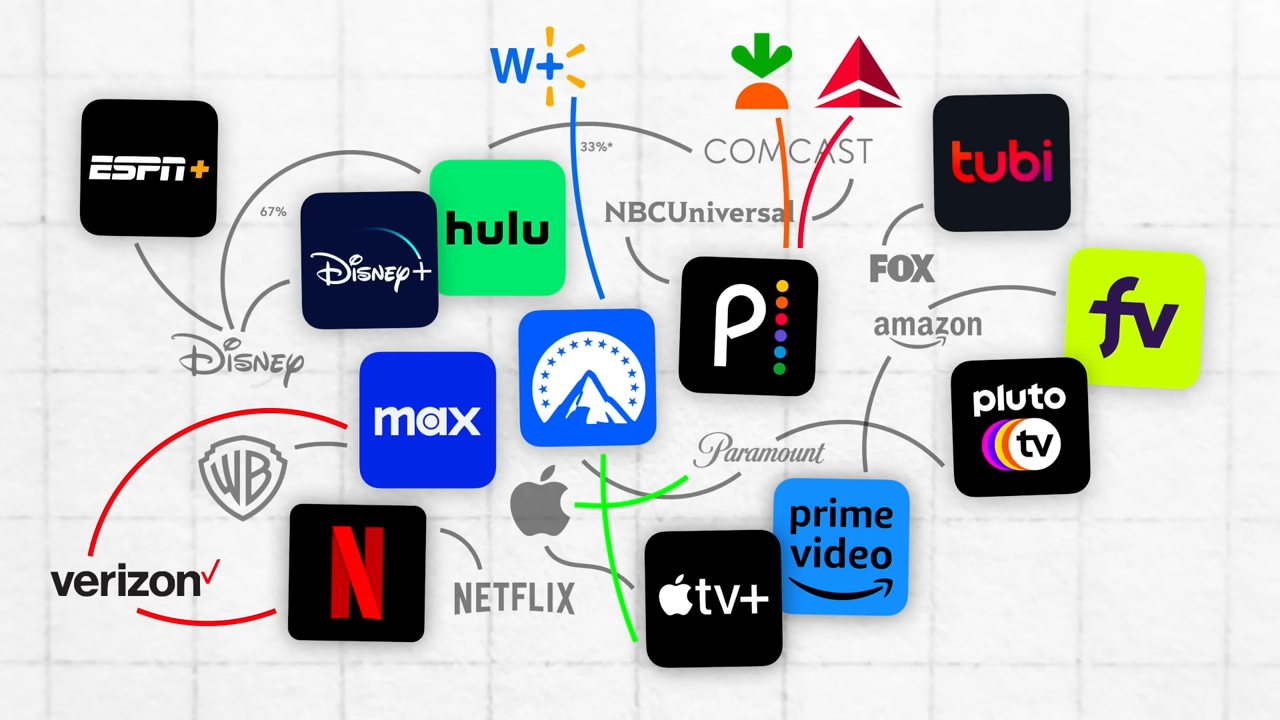 W+
33%*
COMCAST
ESPN+
tubi
67%
hulu
NBCUniversal
Disney+
FOX
P
fv
amazon
Disney
pluto
tv
max
Paramount
WB
prime
video
N
verizon
NETFLIX
tv+